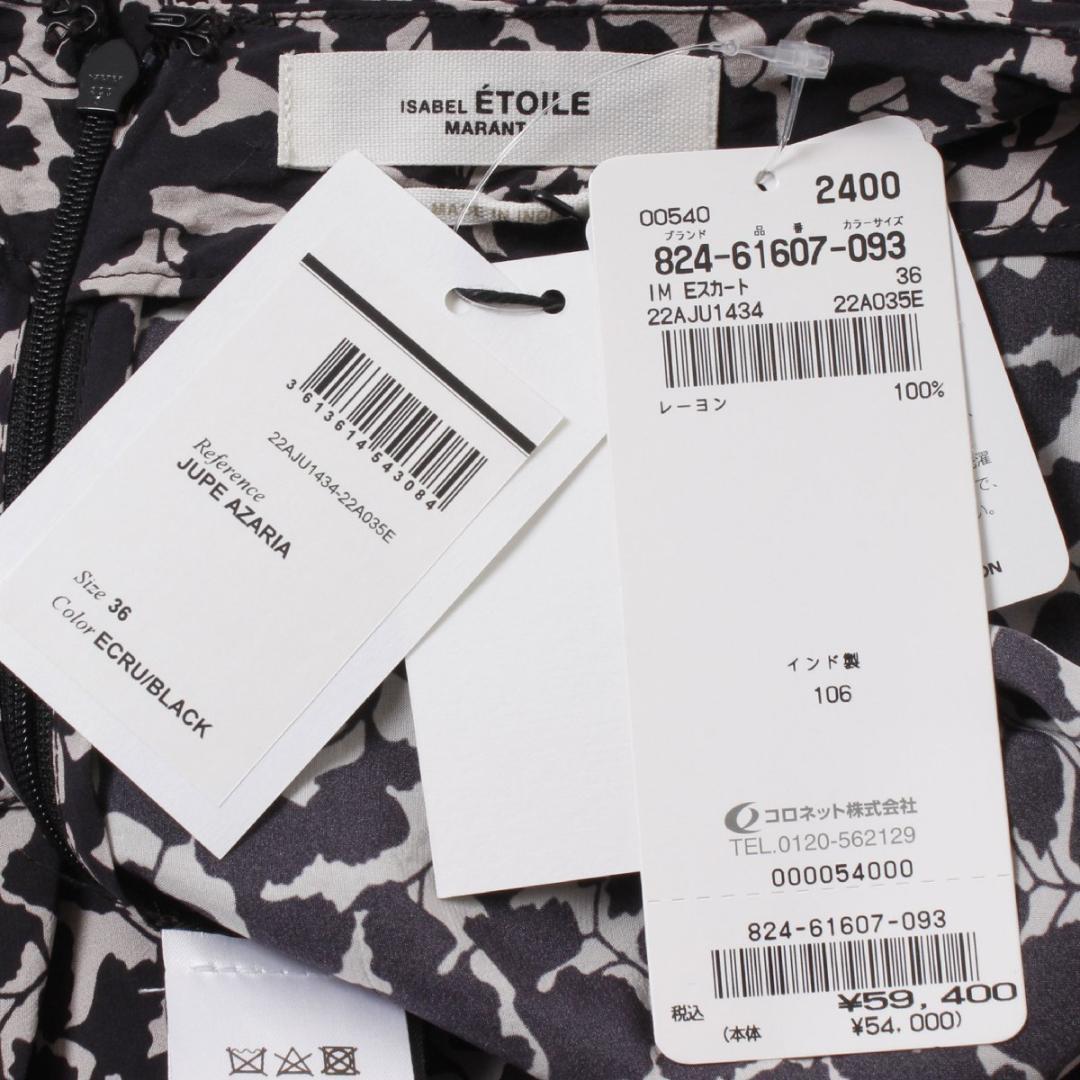 ISABEL ÉTOILE
MARANT
MADE IN
3 613614 543084
22AJU1434-22A035E
Reference
JUPE AZARIA
Size 36
Color ECRU/BLACK
2400
00540
ブランド 品番 カラーサイズ
824-61607-093
36
IM Eスカート
22AJU1434 22A035E
レーヨン 100%
インド製
106
コロネット株式会社
TEL.0120-562129
000054000
824-61607-093
税込 ¥59,400
(本体 ¥54.000)
濯
で、
い。
ON